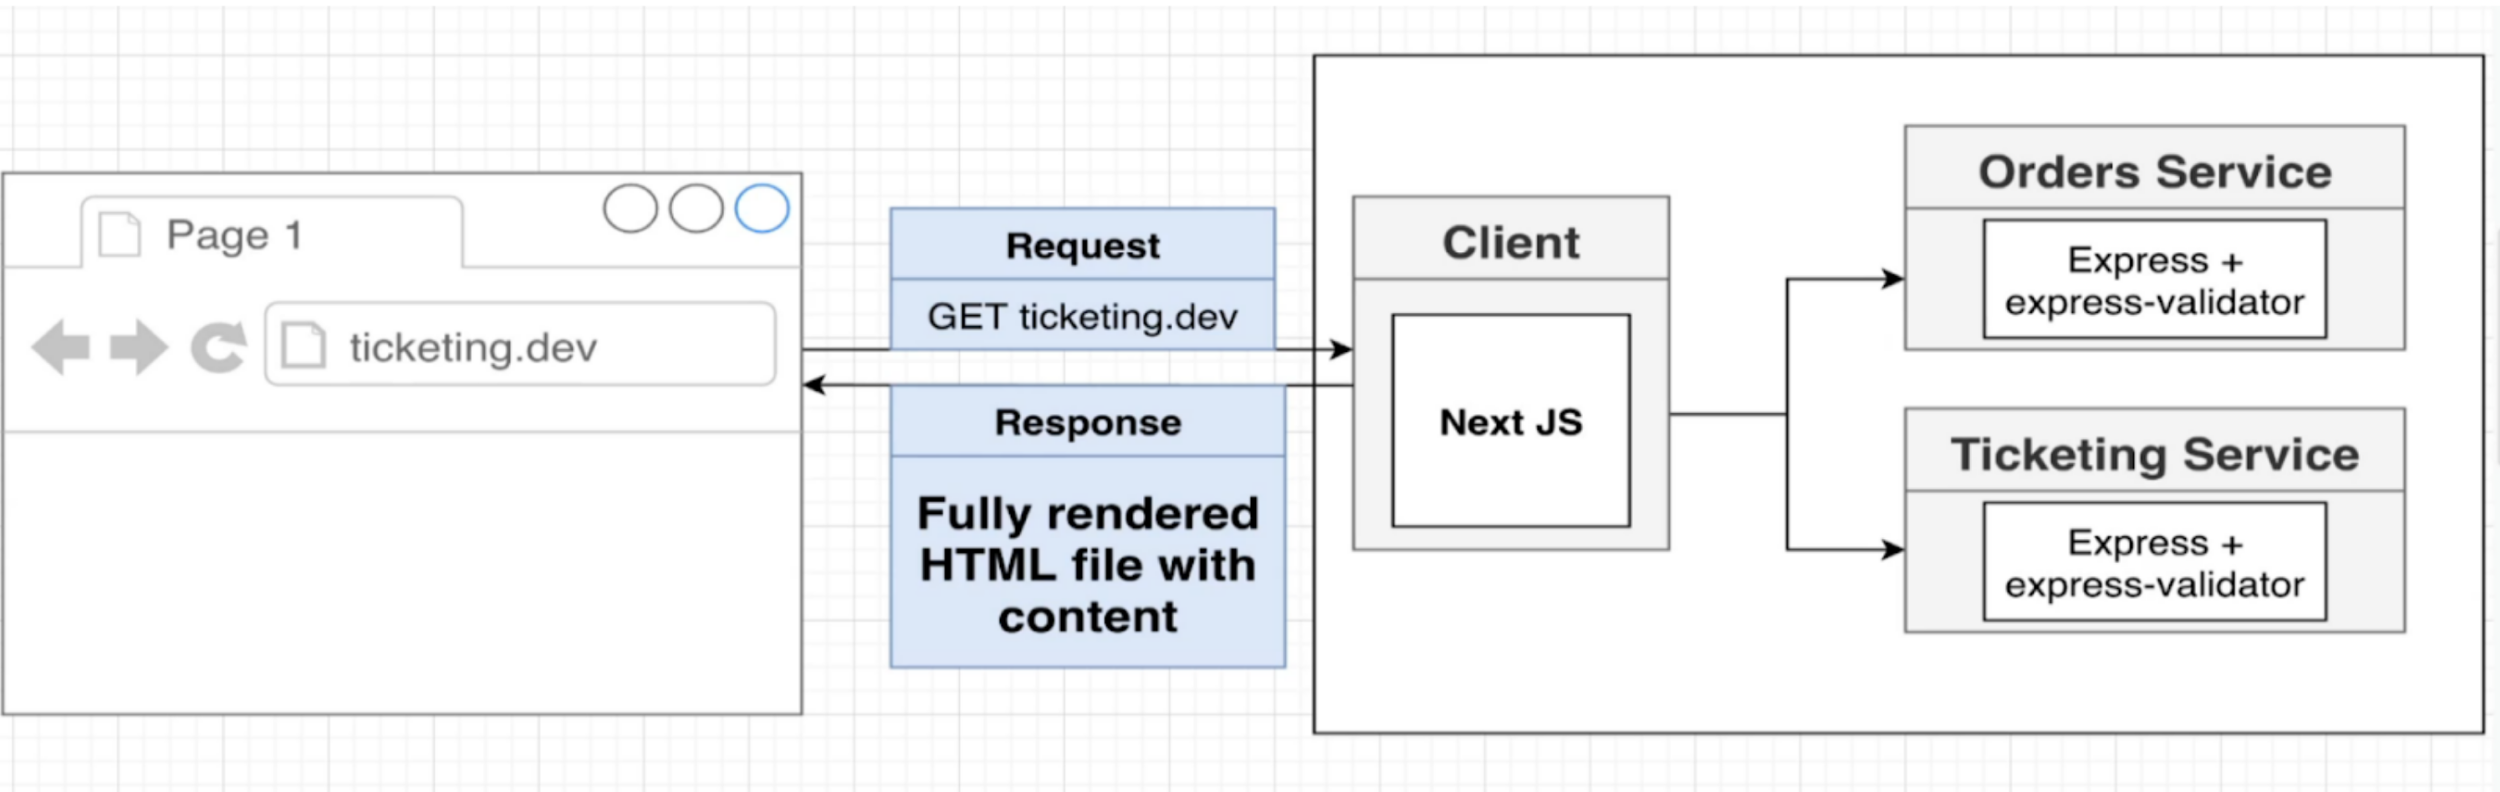 Page 1
ticketing.dev
Request
GET ticketing.dev
Response
Fully rendered
HTML file with
content
Client
Next JS
Orders Service
Express +
express-validator
Ticketing Service
Express +
express-validator